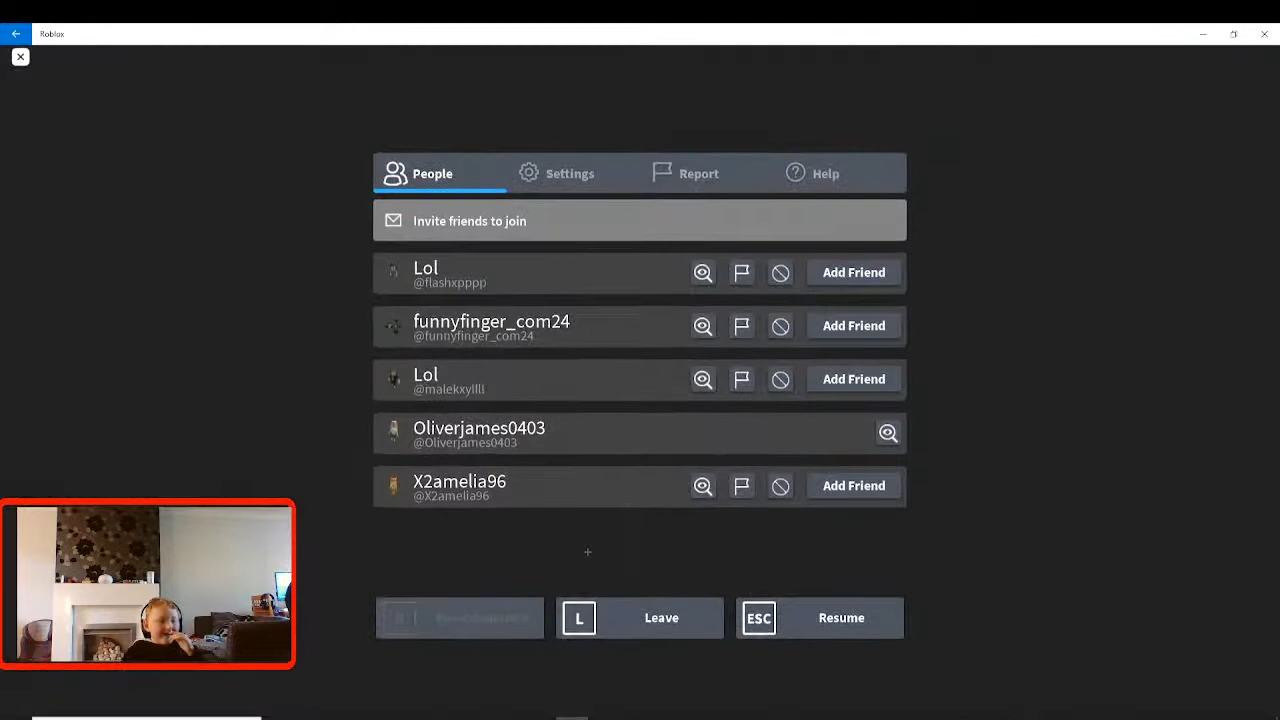 Roblox
People
Settings
Report
Help
Invite friends to join
Lol
@flashxpppp
Add Friend
funnyfinger_com24
@funnyfinger_com24
Add Friend
Lol
@malekxyllll
Add Friend
Oliverjames0403
@Oliverjames0403
X2amelia96
@X2amelia96
Add Friend
L
Leave
ESC
Resume